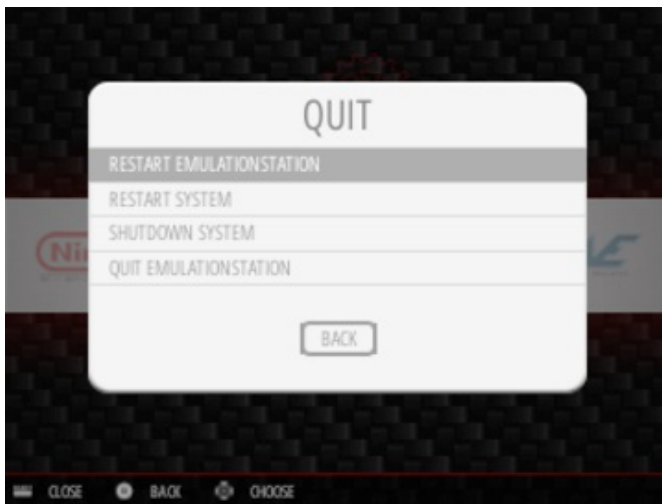 QUIT
RESTART EMULATIONSTATION
RESTART SYSTEM
SHUTDOWN SYSTEM
QUIT EMULATIONSTATION
BACK
CLOSE BACK CHOOSE